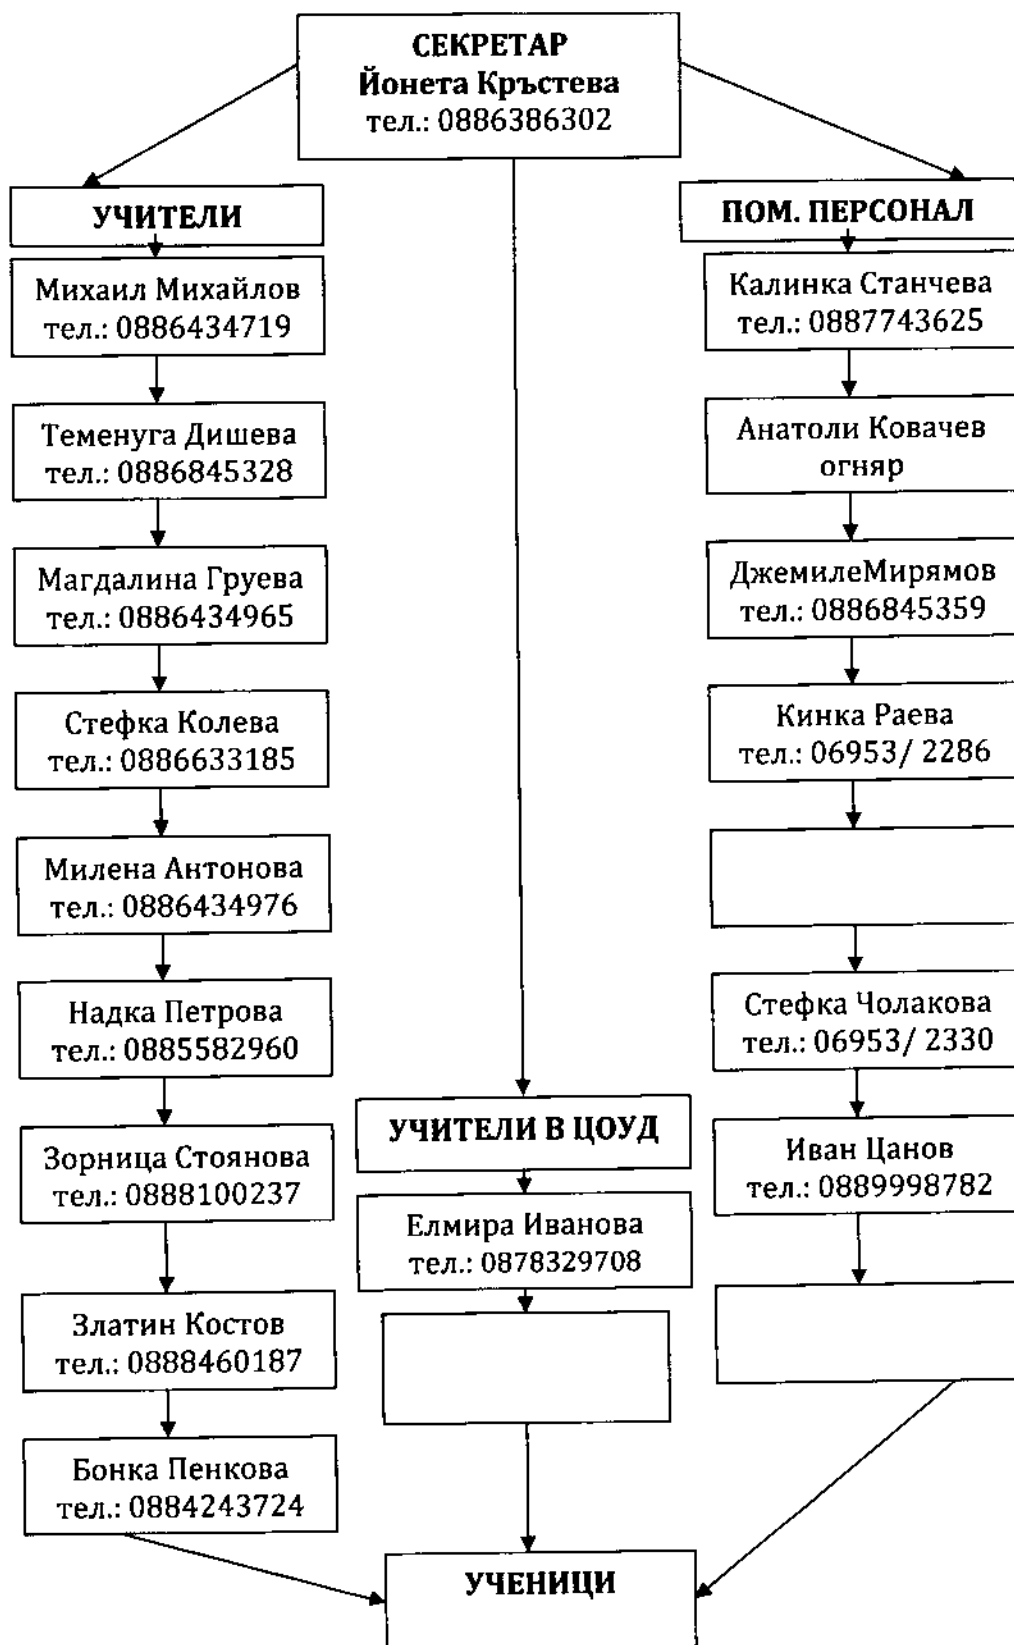 СЕКРЕТАР
Йонета Кръстева
тел.: 0886386302
УЧИТЕЛИ
Михаил Михайлов
тел.: 0886434719
Теменуга Дишева
тел.: 0886845328
Магдалина Груева
тел.: 0886434965
Стефка Колева
тел.: 0886633185
Милена Антонова
тел.: 0886434976
Надка Петрова
тел.: 0885582960
Зорница Стоянова
тел.: 0888100237
Златин Костов
тел.: 0888460187
Бонка Пенкова
тел.: 0884243724
УЧИТЕЛИ В ЦОУД
Елмира Иванова
тел.: 0878329708
ПОМ. ПЕРСОНАЛ
Калинка Станчева
тел.: 0887743625
Анатоли Ковачев
огняр
ДжемилеМирямов
тел.: 0886845359
Кинка Раева
тел.: 06953/ 2286
Стефка Чолакова
тел.: 06953/ 2330
Иван Цанов
тел.: 0889998782
УЧЕНИЦИ